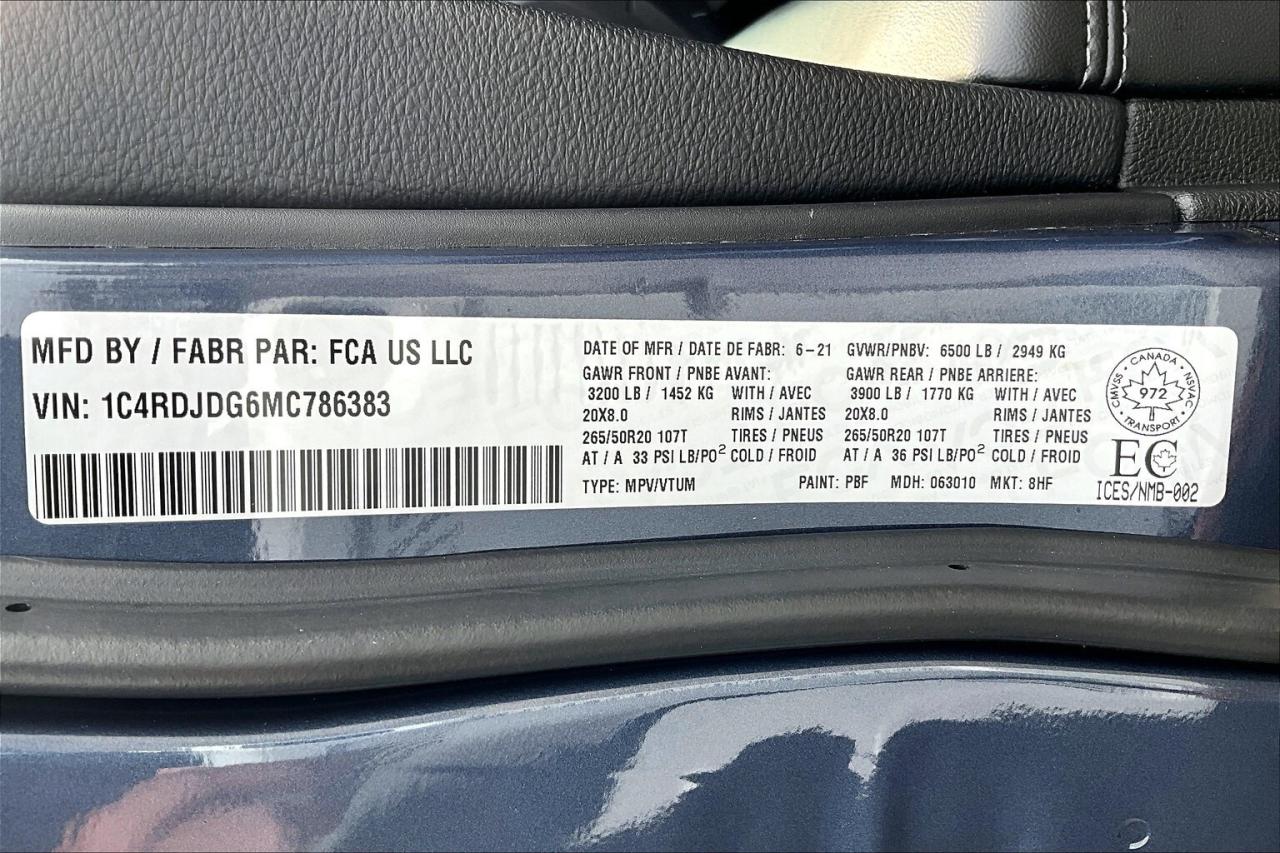 MFD BY / FABR PAR: FCA US LLC
VIN: 1C4RDJDG6MC786383
DATE OF MFR / DATE DE FABR: 6-21 GVWR/PNBV: 6500 LB / 2949 KG
GAWR FRONT / PNBE AVANT: GAWR REAR / PNBE ARRIERE:
3200 LB / 1452 KG WITH / AVEC 3900 LB / 1770 KG WITH / AVEC
20X8.0 RIMS / JANTES 20X8.0 RIMS / JANTES
265/50R20 107T TIRES / PNEUS 265/50R20 107T TIRES / PNEUS
AT / A 33 PSI LB/PO² COLD / FROID AT / A 36 PSI LB/PO² COLD / FROID
TYPE: MPV/VTUM PAINT: PBF MDH: 063010 MKT: 8HF
CANADA
CMVSS 972 NSVAC
TRANSPORT
EC
ICES/NMB-002